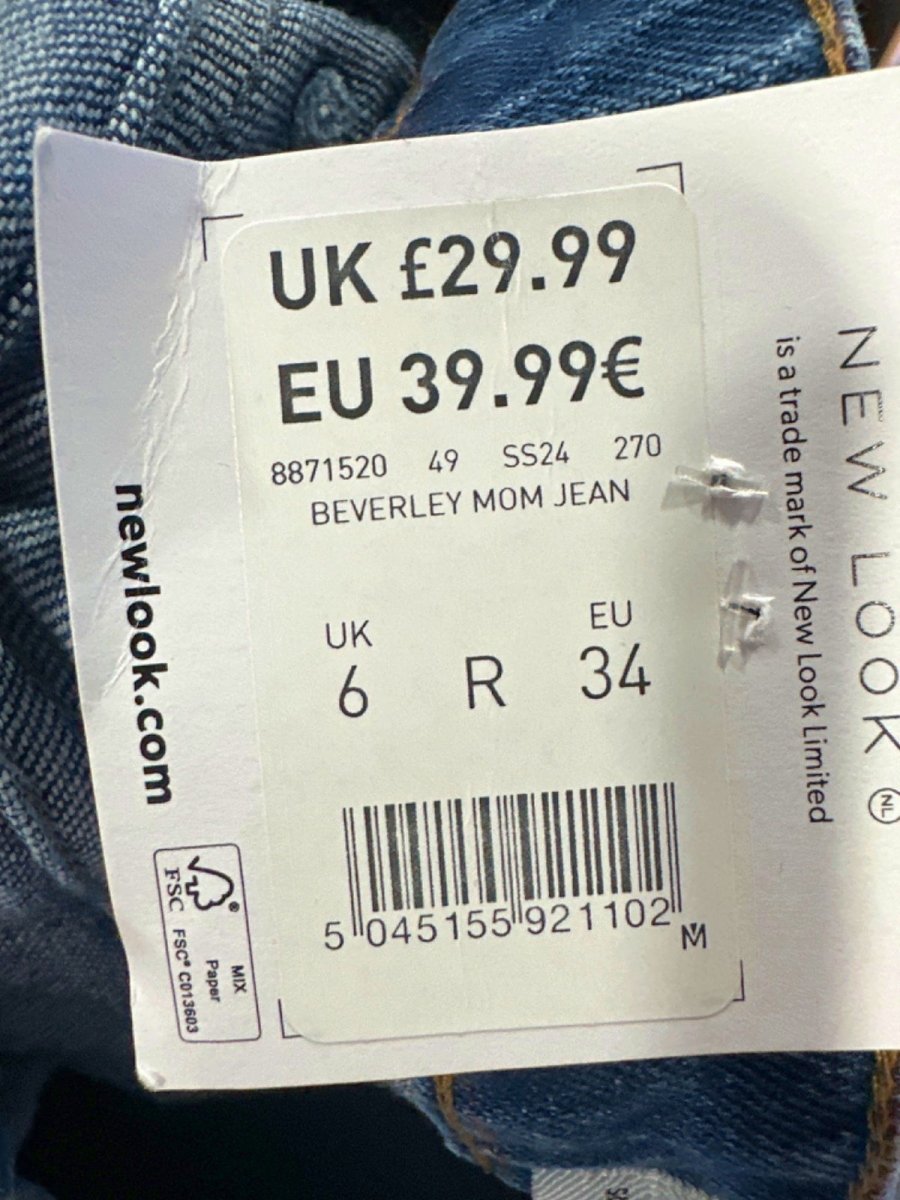 UK £29.99
EU 39.99€
8871520 49 SS24 270
BEVERLEY MOM JEAN
UK EU
6 R 34
5 045155 921102 M
newlook.com
FSC
MIX
Paper
FSC® C013603
NEW LOOK NL
is a trade mark of New Look Limited